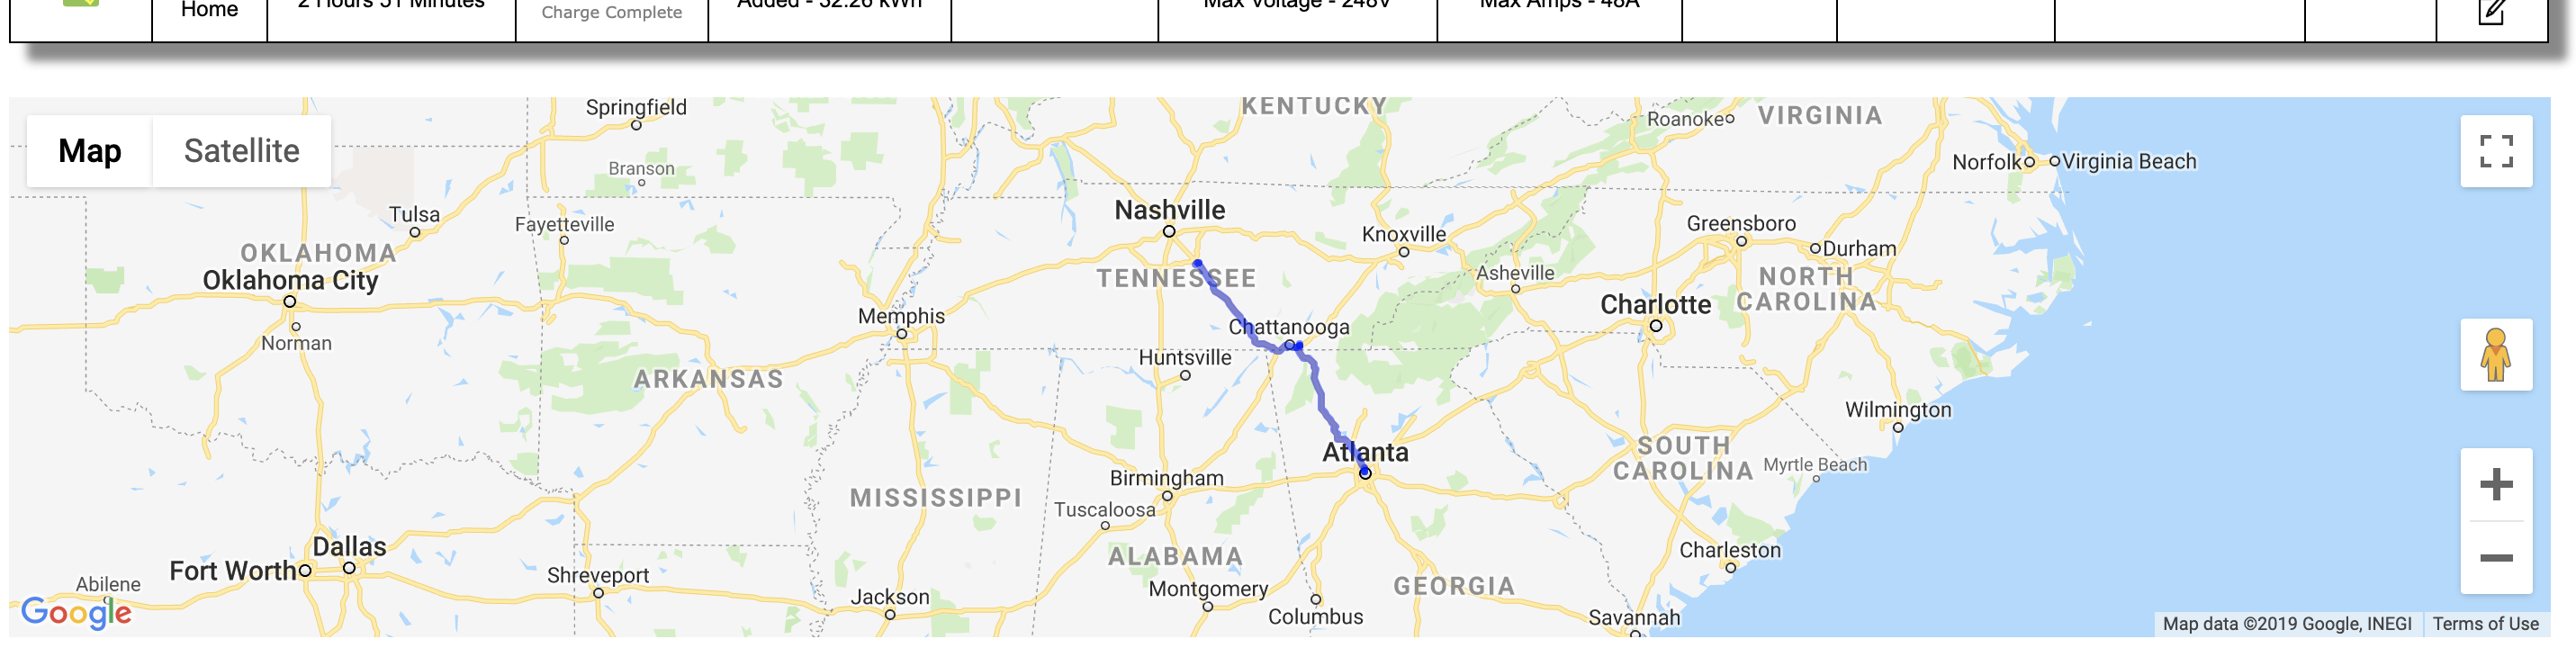 Home
2 Hours 51 Minutes
Charge Complete
Added - 32.26 kWh
Max Voltage - 248V
Max Amps - 48A
Map
Satellite
Springfield
KENTUCKY
Roanoke
VIRGINIA
Branson
Norfolk
Virginia Beach
Tulsa
Fayetteville
Nashville
Knoxville
Greensboro
Durham
OKLAHOMA
Oklahoma City
TENNESSEE
Asheville
NORTH
CAROLINA
Charlotte
Memphis
Chattanooga
Norman
Huntsville
ARKANSAS
Wilmington
Atlanta
SOUTH
CAROLINA
Myrtle Beach
Birmingham
MISSISSIPPI
Tuscaloosa
Dallas
Fort Worth
ALABAMA
Charleston
Abilene
Shreveport
Jackson
Montgomery
GEORGIA
Columbus
Savannah
Google
Map data ©2019 Google, INEGI
Terms of Use